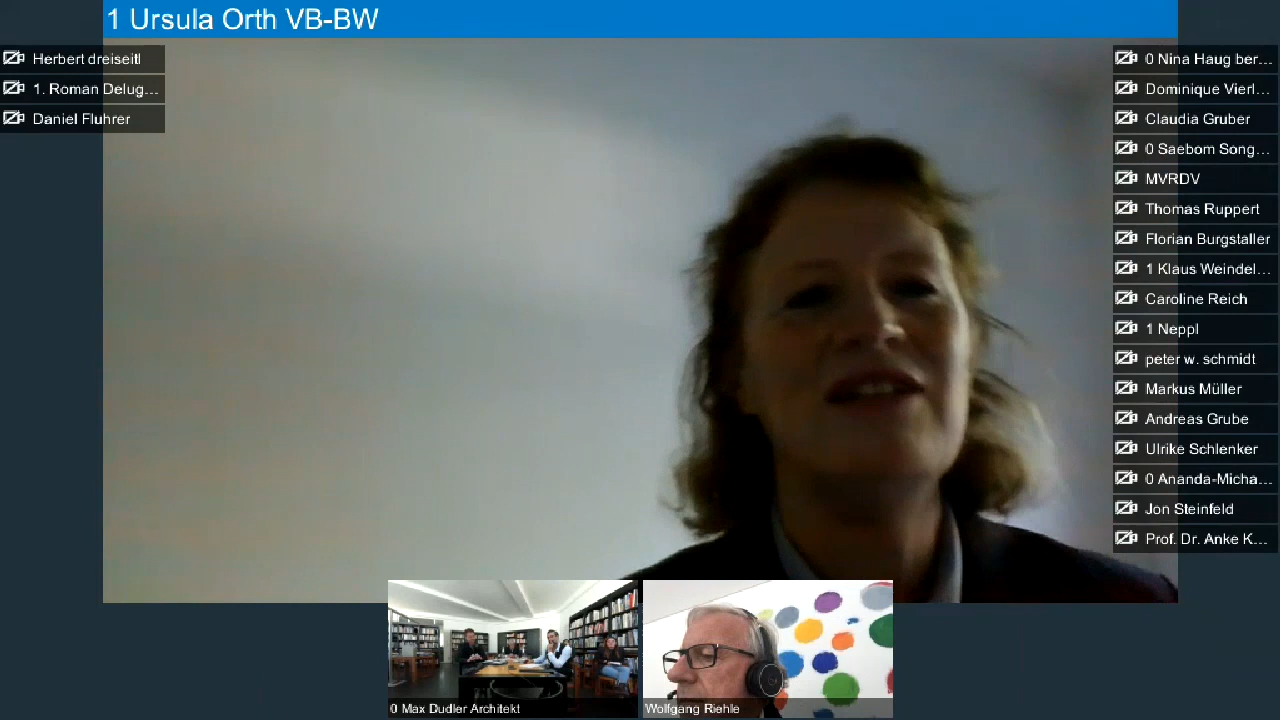 1 Ursula Orth VB-BW
Herbert dreiseitl
1. Roman Delug...
Daniel Fluhrer
0 Nina Haug ber...
Dominique Vierl...
Claudia Gruber
0 Saebom Song...
MVRDV
Thomas Ruppert
Florian Burgstaller
1 Klaus Weindel...
Caroline Reich
1 Neppl
peter w. schmidt
Markus Müller
Andreas Grube
Ulrike Schlenker
0 Ananda-Micha...
Jon Steinfeld
Prof. Dr. Anke K...
0 Max Dudler Architekt
Wolfgang Riehle